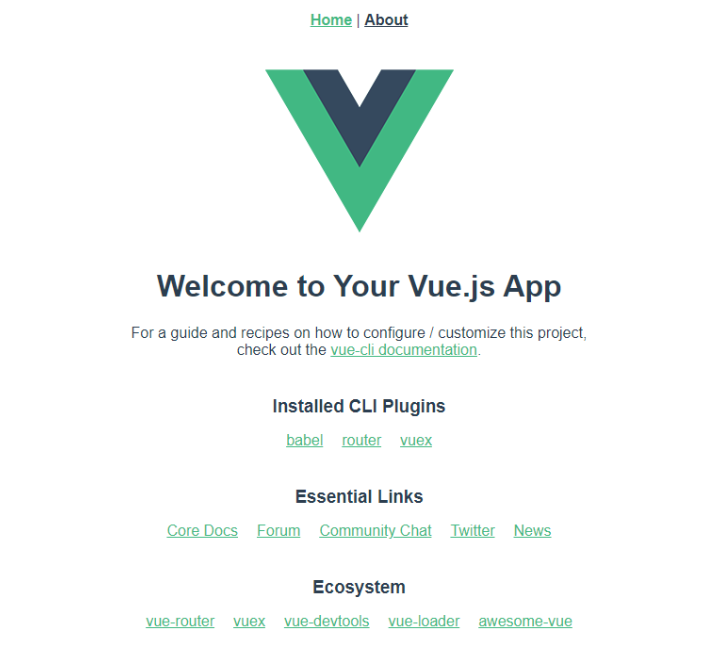 Home | About
Welcome to Your Vue.js App
For a guide and recipes on how to configure / customize this project,
check out the vue-cli documentation.
Installed CLI Plugins
babel router vuex
Essential Links
Core Docs Forum Community Chat Twitter News
Ecosystem
vue-router vuex vue-devtools vue-loader awesome-vue